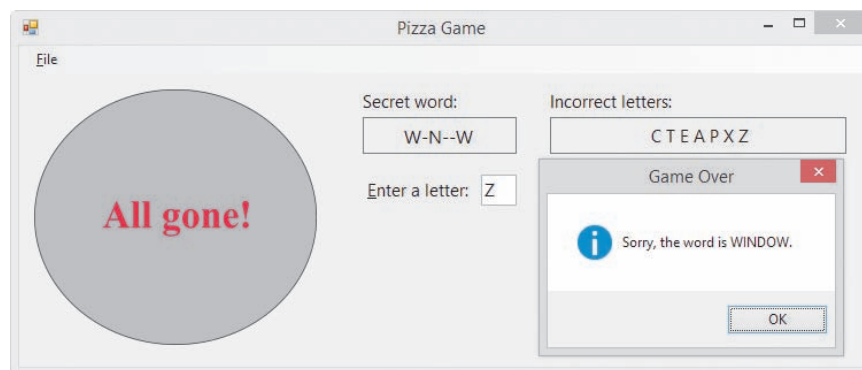 Pizza Game
File
Secret word:
Incorrect letters:
W-N--W
C T E A P X Z
Enter a letter: Z
All gone!
Game Over
Sorry, the word is WINDOW.
OK